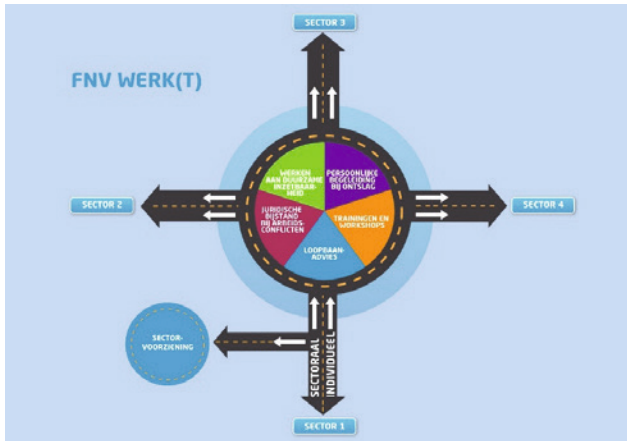 SECTOR 3
FNV WERK(T)
WERKEN
AAN DUURZAME
INZETBAAR-
HEID
PERSOONLIJKE
BEGELEIDING
BIJ ONTSLAG
SECTOR 2
JURIDISCHE
BIJSTAND
BIJ ARBEIDS-
CONFLICTEN
TRAININGEN EN
WORKSHOPS
SECTOR 4
LOOPBAAN-
ADVIES
SECTOR-
VOORZIENING
SECTORAAL
INDIVIDUEEL
SECTOR 1